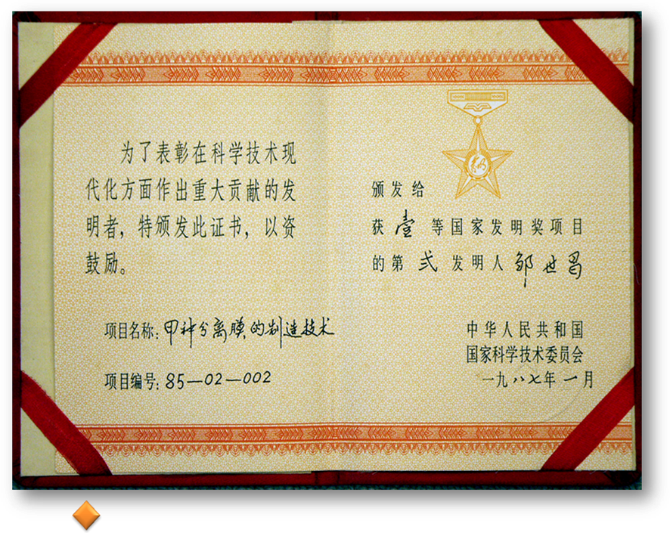 为了表彰在科学技术现
代化方面作出重大贡献的发
明者，特颁发此证书，以资
鼓励。
项目名称：甲种分离膜的制造技术
项目编号：85—02—002
颁发给
获壹等国家发明奖项目
的第贰发明人邹世昌
中华人民共和国
国家科学技术委员会
一九八七年一月